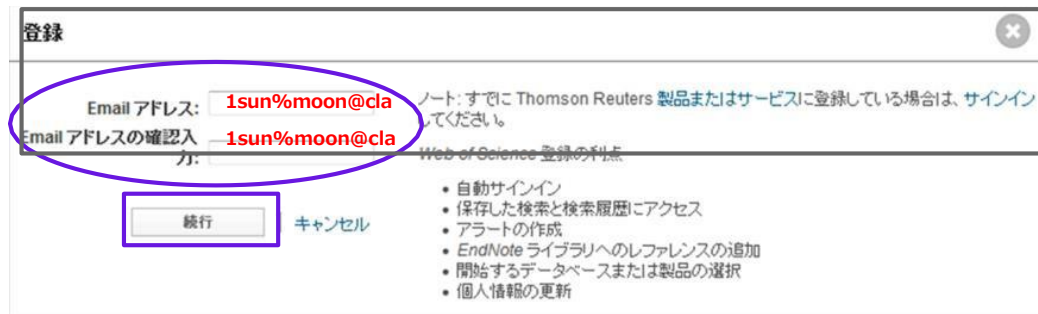 登録
Email アドレス: 1sun%moon@cla
Email アドレスの確認入力: 1sun%moon@cla
続行 キャンセル
ノート: すでに Thomson Reuters 製品またはサービスに登録している場合は、サインイン
してください。
Web of Science 登録の利点
• 自動サインイン
• 保存した検索と検索履歴にアクセス
• アラートの作成
• EndNote ライブラリへのレファレンスの追加
• 開始するデータベースまたは製品の選択
• 個人情報の更新